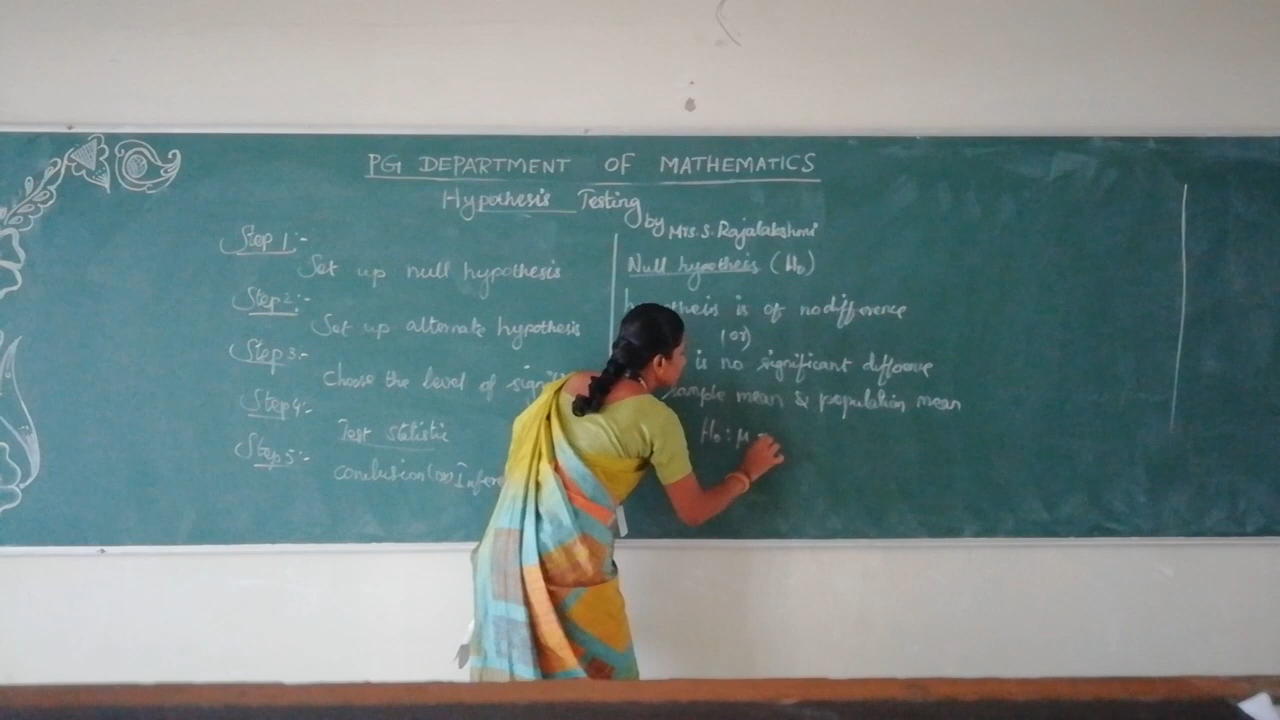 PG DEPARTMENT OF MATHEMATICS
Hypothesis Testing
by Mrs. S. Rajalakshmi
Step 1:-
Set up null hypothesis
Step 2:-
Set up alternate hypothesis
Step 3:-
Choose the level of signifi
Step 4:-
Test statistic
Step 5:-
conclusion (or) Infere
Null hypothesis (H₀)
hypothesis is of no difference
(or)
is no significant difference
sample mean & population mean
H₀ : μ =